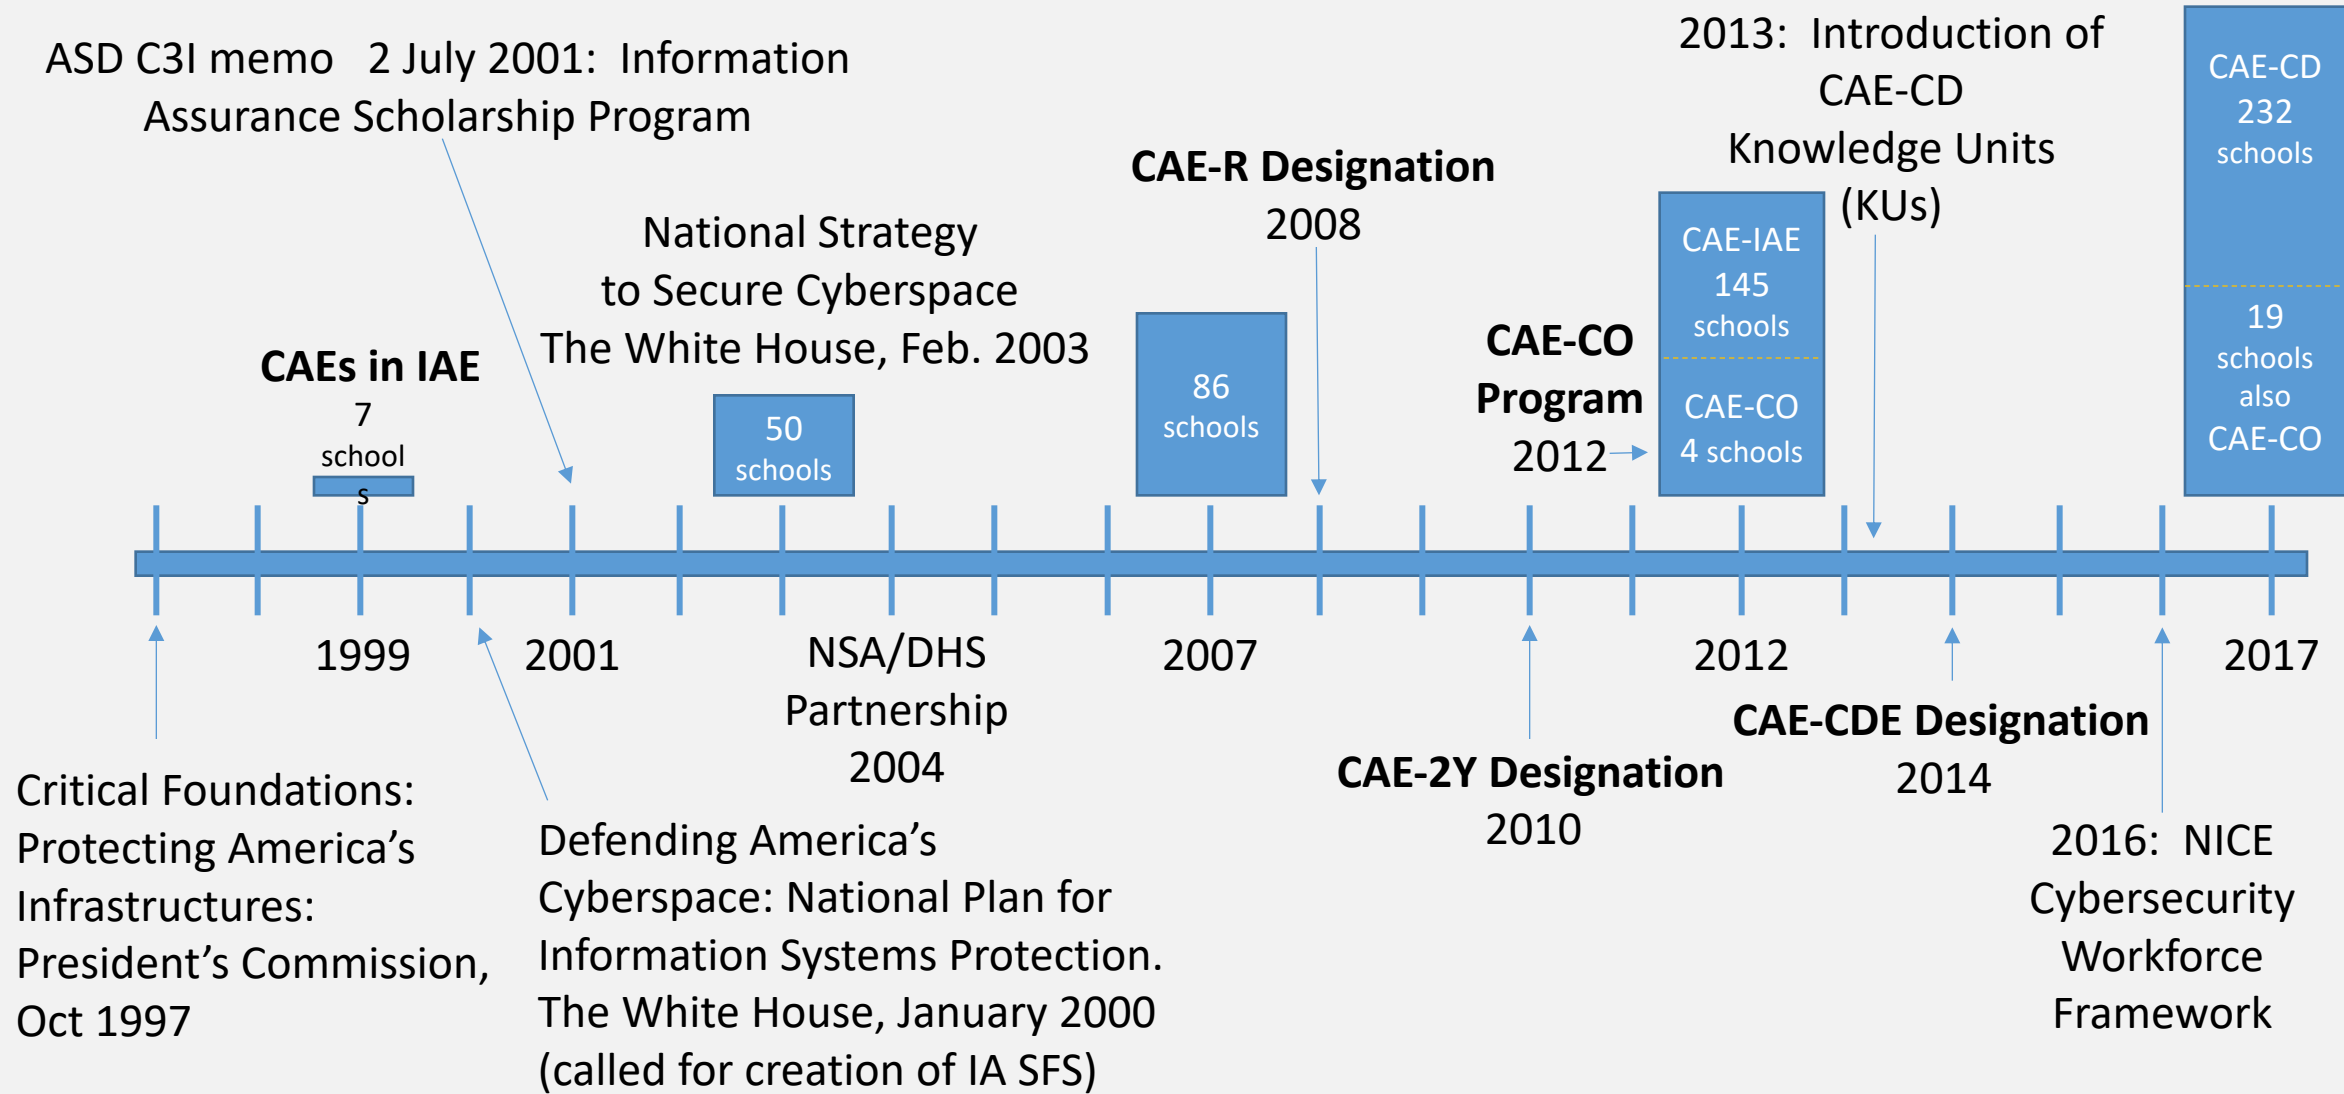 ASD C3I memo   2 July 2001:  Information
Assurance Scholarship Program
2013:  Introduction of
CAE-CD
Knowledge Units
(KUs)
CAE-CD
232
schools
19
schools
also
CAE-CO
CAE-R Designation
2008
National Strategy
to Secure Cyberspace
The White House, Feb. 2003
CAE-IAE
145
schools
CAE-CO
4 schools
CAE-CO
Program
2012
CAEs in IAE
7
school
s
50
schools
86
schools
1999
2001
NSA/DHS
Partnership
2004
2007
2012
2017
CAE-CDE Designation
2014
CAE-2Y Designation
2010
Critical Foundations:
Protecting America’s
Infrastructures:
President’s Commission,
Oct 1997
Defending America’s
Cyberspace: National Plan for
Information Systems Protection.
The White House, January 2000
(called for creation of IA SFS)
2016:  NICE
Cybersecurity
Workforce
Framework